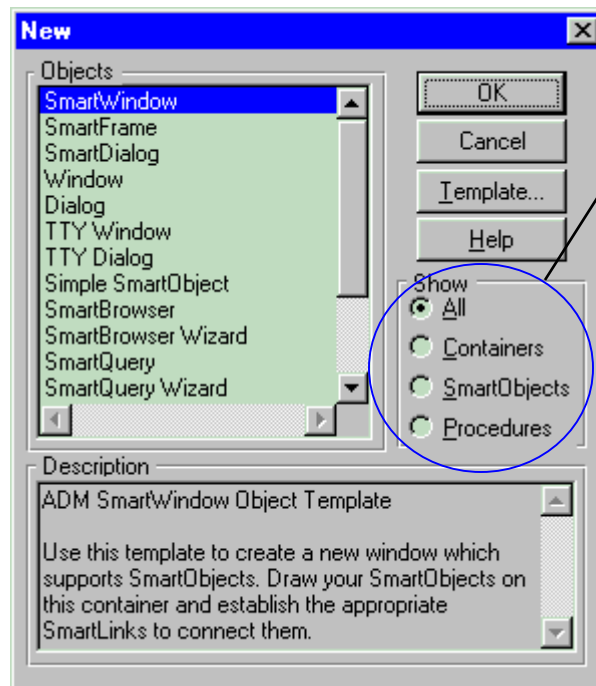 New
Objects
SmartWindow
SmartFrame
SmartDialog
Window
Dialog
TTY Window
TTY Dialog
Simple SmartObject
SmartBrowser
SmartBrowser Wizard
SmartQuery
SmartQuery Wizard
OK
Cancel
Template...
Help
Show
All
Containers
SmartObjects
Procedures
Description
ADM SmartWindow Object Template
Use this template to create a new window which
supports SmartObjects. Draw your SmartObjects on
this container and establish the appropriate
SmartLinks to connect them.